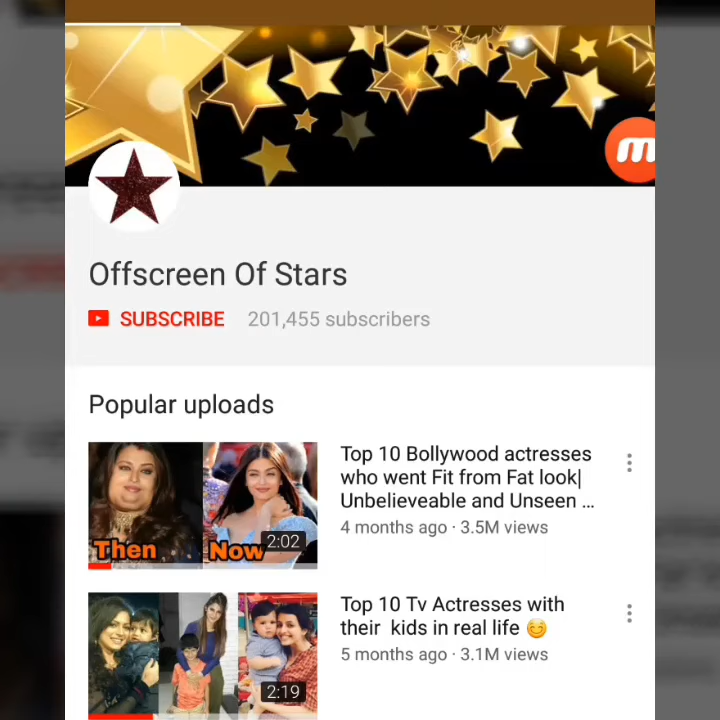 m
Offscreen Of Stars
SUBSCRIBE 201,455 subscribers
Popular uploads
Then
Now
2:02
Top 10 Bollywood actresses
who went Fit from Fat look|
Unbelieveable and Unseen ...
4 months ago · 3.5M views
2:19
Top 10 Tv Actresses with
their kids in real life 😊
5 months ago · 3.1M views